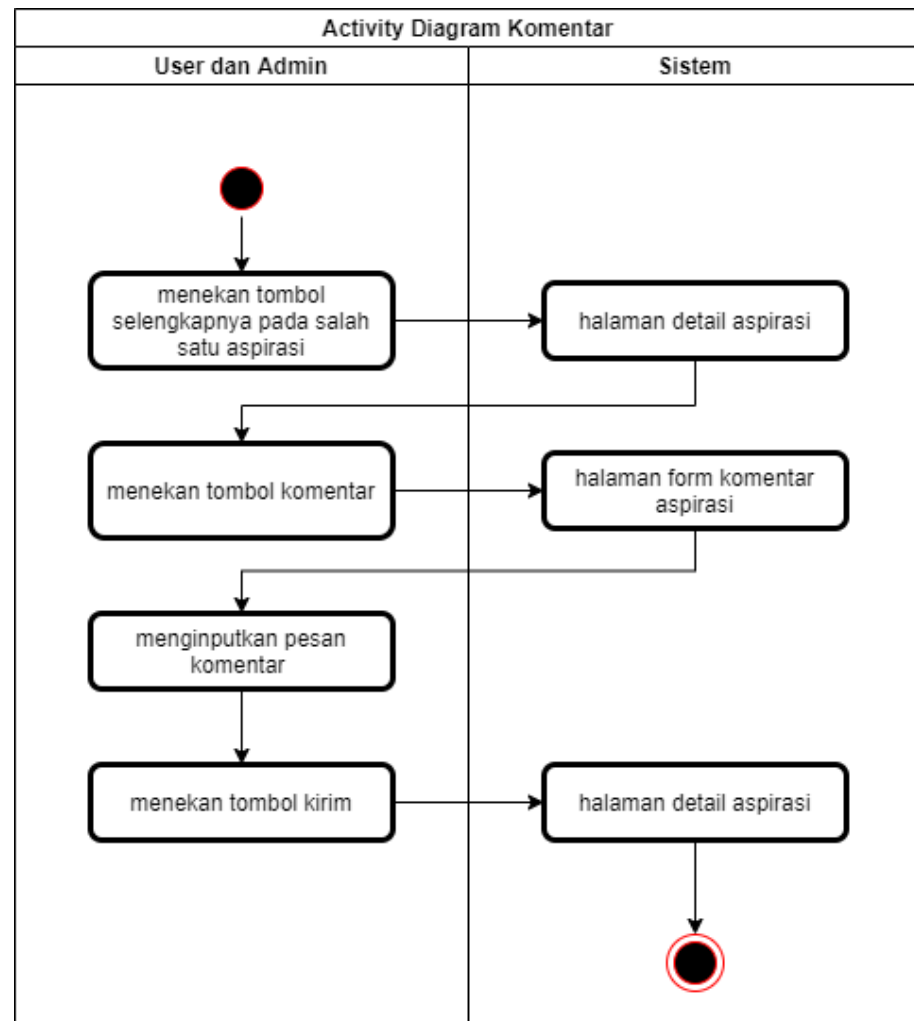 Activity Diagram Komentar
User dan Admin
Sistem
menekan tombol
selengkapnya pada salah
satu aspirasi
halaman detail aspirasi
menekan tombol komentar
halaman form komentar
aspirasi
menginputkan pesan
komentar
menekan tombol kirim
halaman detail aspirasi